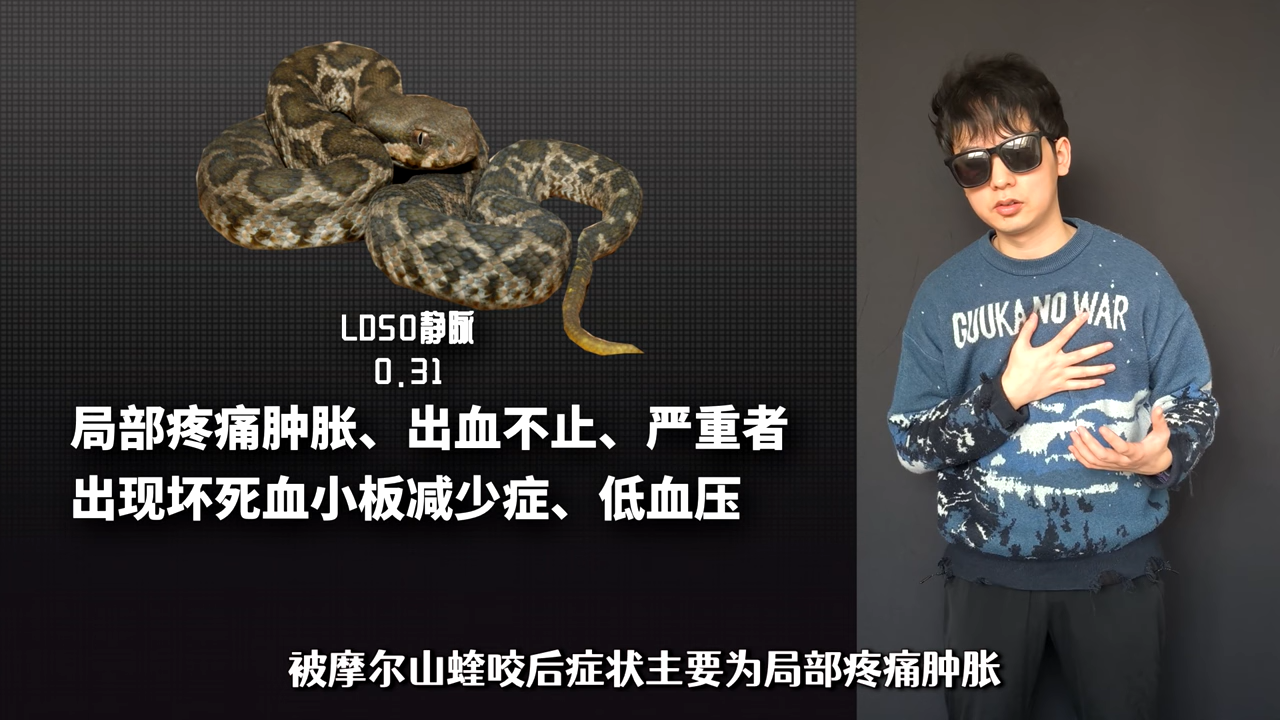 LD50静脉
0.31
局部疼痛肿胀、出血不止、严重者
出现坏死血小板减少症、低血压
GUUKA NO WAR
被摩尔山蝰咬后症状主要为局部疼痛肿胀